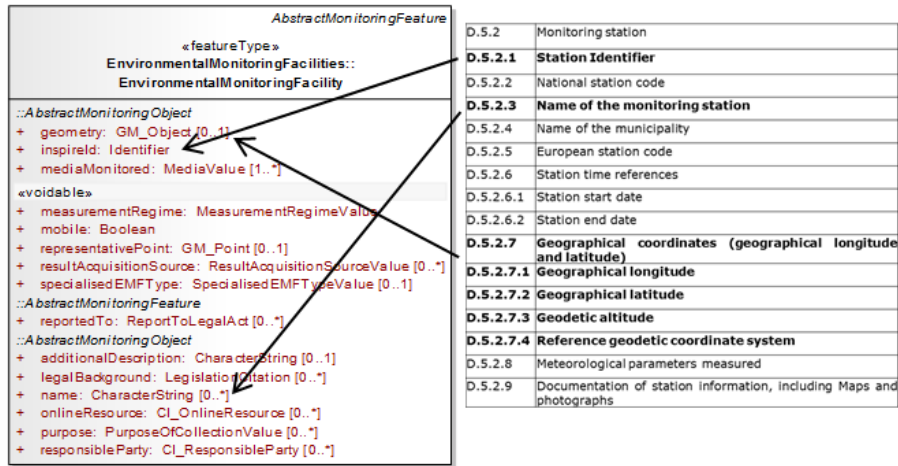 AbstractMonitoringFeature
«featureType»
EnvironmentalMonitoringFacilities::
EnvironmentalMonitoringFacility
::AbstractMonitoringObject
+ geometry: GM_Object [0..1]
+ inspireId: Identifier
+ mediaMonitored: MediaValue [1..*]
«voidable»
+ measurementRegime: MeasurementRegimeValue
+ mobile: Boolean
+ representativePoint: GM_Point [0..1]
+ resultAcquisitionSource: ResultAcquisitionSourceValue [0..*]
+ specialisedEMFType: SpecialisedEMFTypeValue [0..1]
::AbstractMonitoringFeature
+ reportedTo: ReportToLegalAct [0..*]
::AbstractMonitoringObject
+ additionalDescription: CharacterString [0..1]
+ legalBackground: LegislationCitation [0..*]
+ name: CharacterString [0..*]
+ onlineResource: CI_OnlineResource [0..*]
+ purpose: PurposeOfCollectionValue [0..*]
+ responsibleParty: CI_ResponsibleParty [0..*]
D.5.2 Monitoring station
D.5.2.1 Station Identifier
D.5.2.2 National station code
D.5.2.3 Name of the monitoring station
D.5.2.4 Name of the municipality
D.5.2.5 European station code
D.5.2.6 Station time references
D.5.2.6.1 Station start date
D.5.2.6.2 Station end date
D.5.2.7 Geographical coordinates (geographical longitude
and latitude)
D.5.2.7.1 Geographical longitude
D.5.2.7.2 Geographical latitude
D.5.2.7.3 Geodetic altitude
D.5.2.7.4 Reference geodetic coordinate system
D.5.2.8 Meteorological parameters measured
D.5.2.9 Documentation of station information, including Maps and
photographs